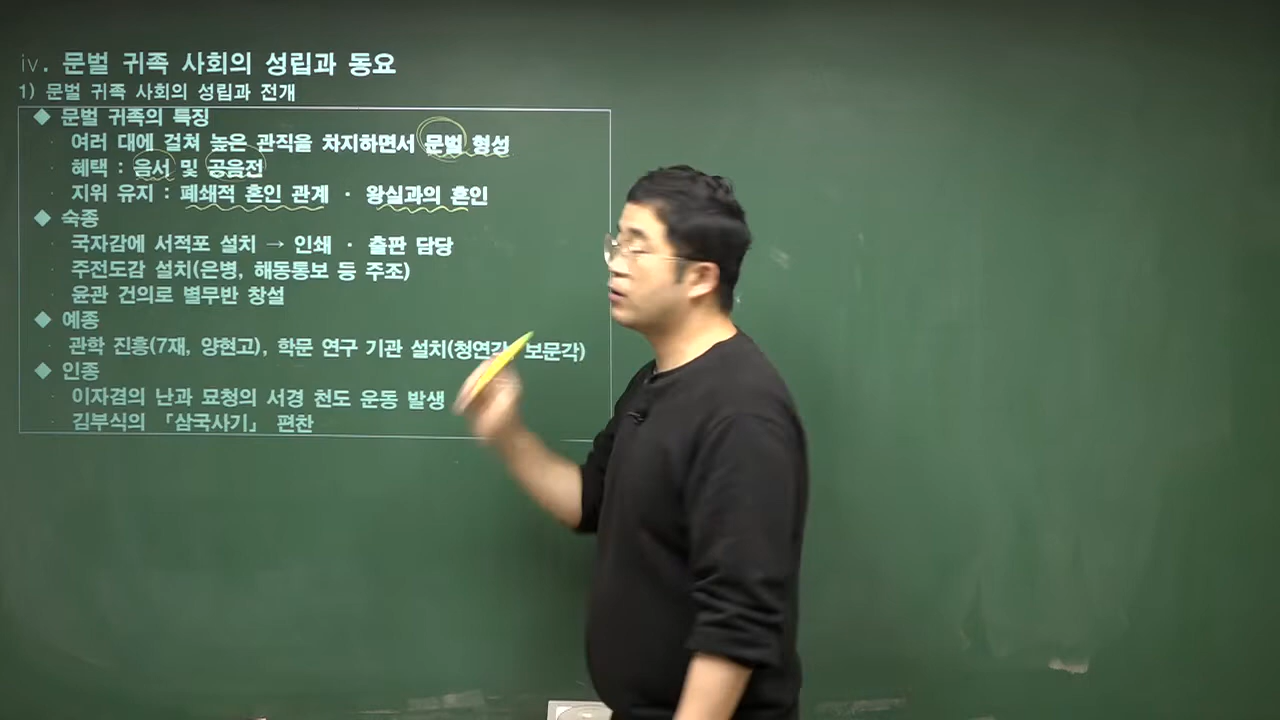 iv. 문벌 귀족 사회의 성립과 동요
1) 문벌 귀족 사회의 성립과 전개
◆ 문벌 귀족의 특징
· 여러 대에 걸쳐 높은 관직을 차지하면서 문벌 형성
· 혜택 : 음서 및 공음전
· 지위 유지 : 폐쇄적 혼인 관계 · 왕실과의 혼인
◆ 숙종
· 국자감에 서적포 설치 → 인쇄 · 출판 담당
· 주전도감 설치(은병, 해동통보 등 주조)
· 윤관 건의로 별무반 창설
◆ 예종
· 관학 진흥(7재, 양현고), 학문 연구 기관 설치(청연각, 보문각)
◆ 인종
· 이자겸의 난과 묘청의 서경 천도 운동 발생
· 김부식의 「삼국사기」 편찬